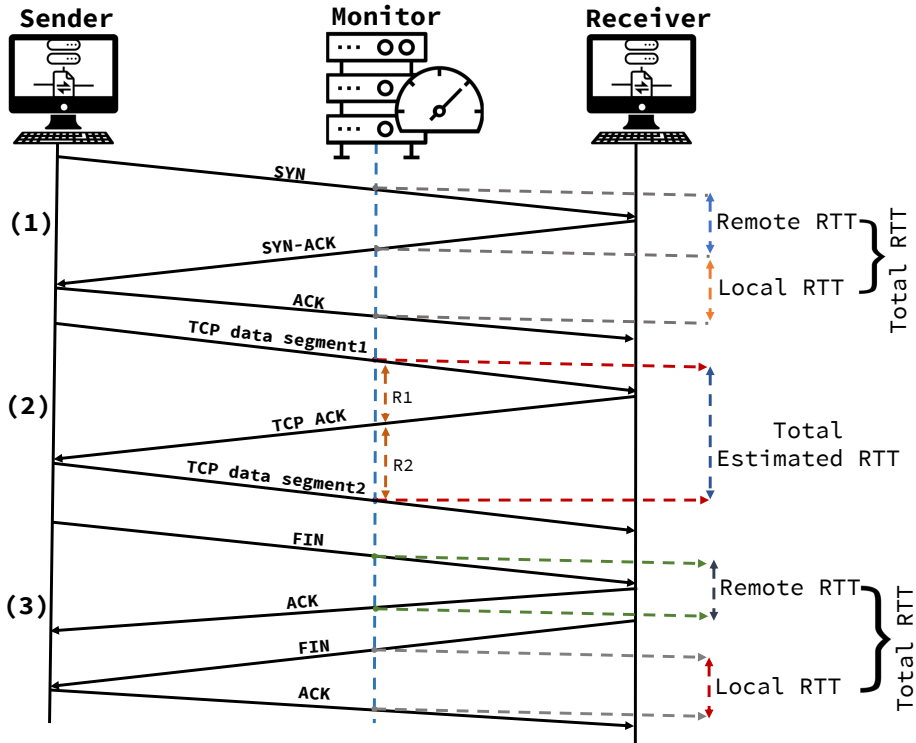 Sender
Monitor
Receiver
SYN
(1)
Remote RTT
SYN-ACK
Local RTT
Total RTT
ACK
TCP data segment1
R1
(2)
TCP ACK
Total
Estimated RTT
R2
TCP data segment2
FIN
Remote RTT
(3)
ACK
FIN
Local RTT
Total RTT
ACK